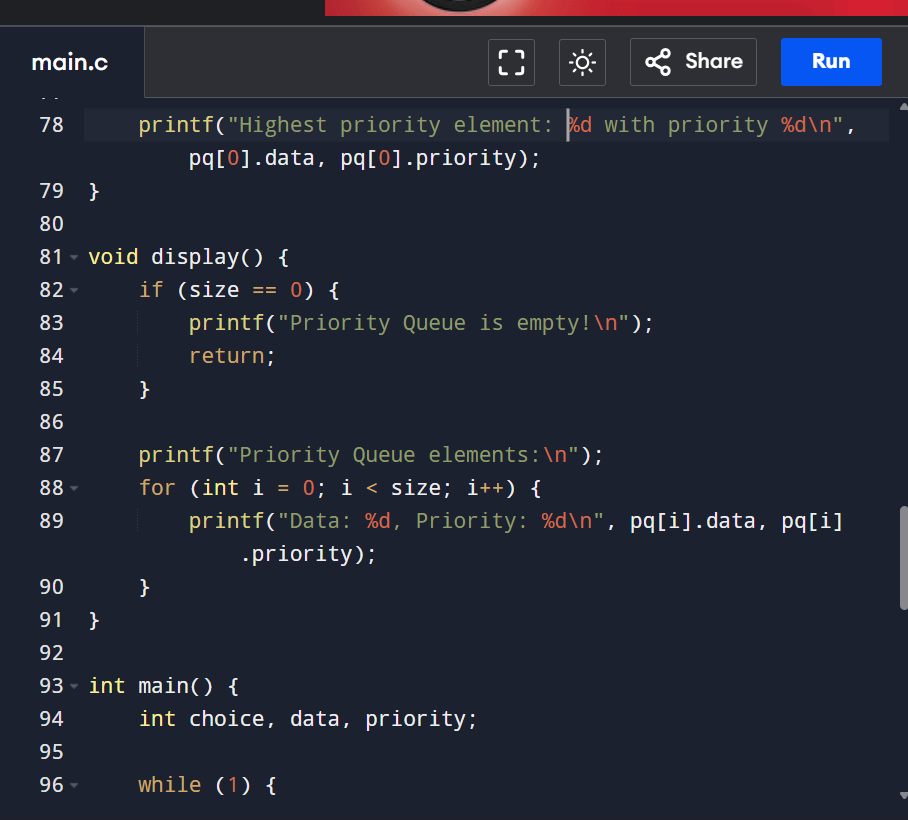 main.c
Share
Run
78     printf("Highest priority element: %d with priority %d\n",
pq[0].data, pq[0].priority);
79 }
80
81 void display() {
82     if (size == 0) {
83         printf("Priority Queue is empty!\n");
84         return;
85     }
86
87     printf("Priority Queue elements:\n");
88     for (int i = 0; i < size; i++) {
89         printf("Data: %d, Priority: %d\n", pq[i].data, pq[i]
.priority);
90     }
91 }
92
93 int main() {
94     int choice, data, priority;
95
96     while (1) {